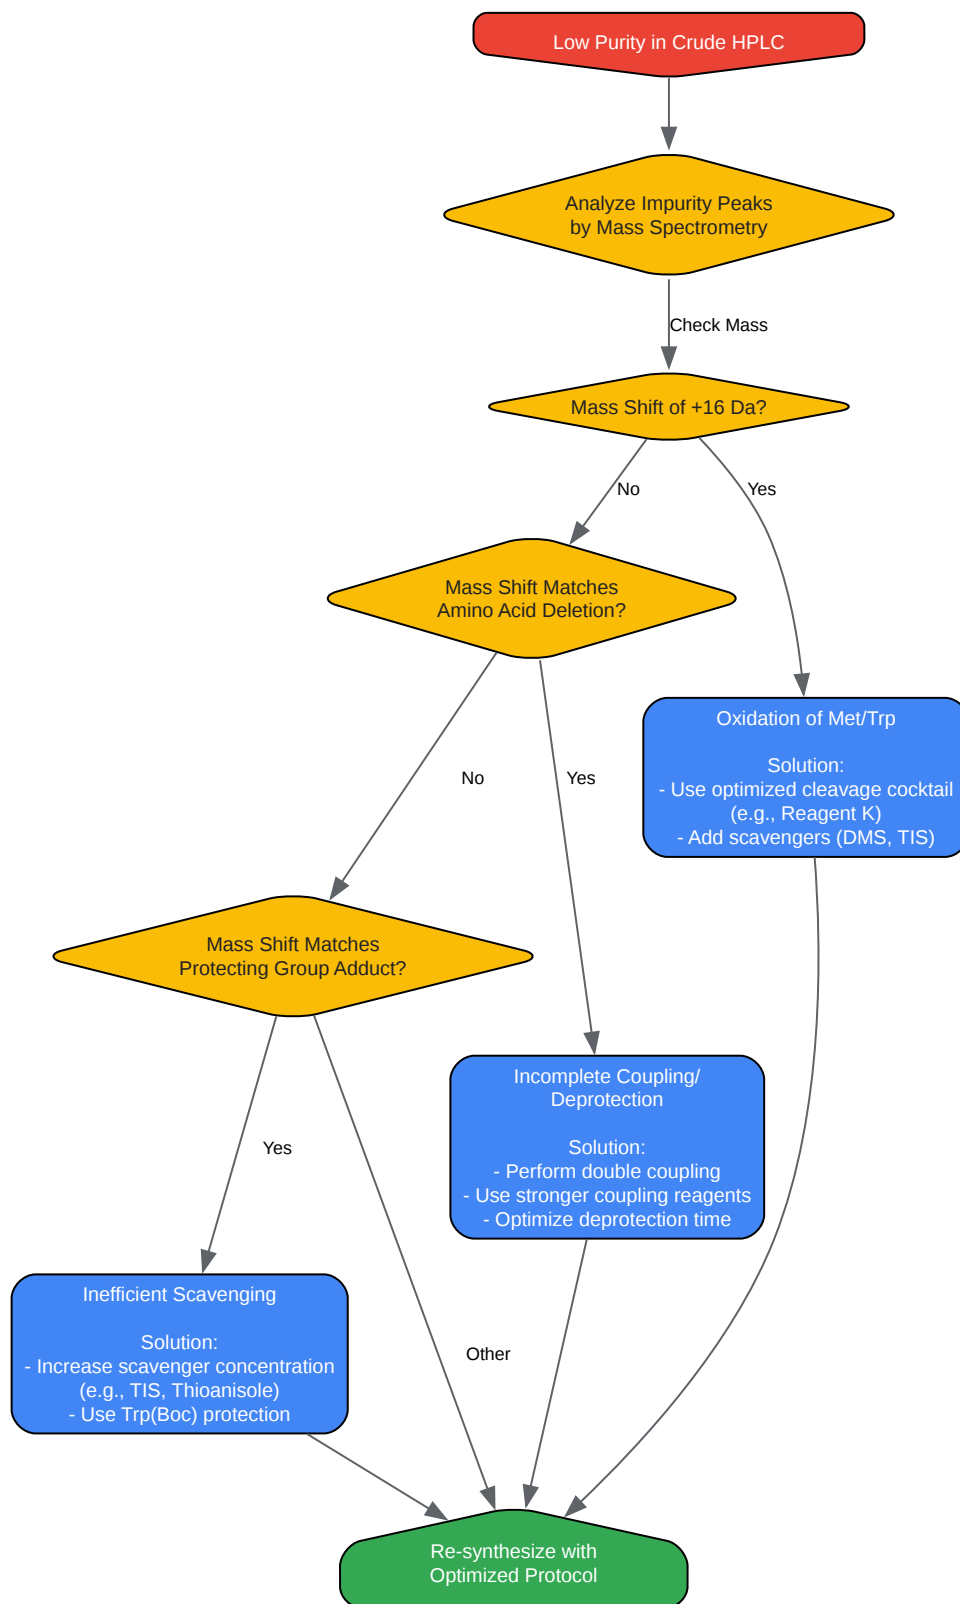 Low Purity in Crude HPLC
Analyze Impurity Peaks
by Mass Spectrometry
Check Mass
Mass Shift of +16 Da?
No
Yes
Mass Shift Matches
Amino Acid Deletion?
Oxidation of Met/Trp
Solution:
- Use optimized cleavage cocktail
(e.g., Reagent K)
- Add scavengers (DMS, TIS)
No
Yes
Mass Shift Matches
Protecting Group Adduct?
Incomplete Coupling/
Deprotection
Solution:
- Perform double coupling
- Use stronger coupling reagents
- Optimize deprotection time
Yes
Inefficient Scavenging
Solution:
- Increase scavenger concentration
(e.g., TIS, Thioanisole)
- Use Trp(Boc) protection
Other
Re-synthesize with
Optimized Protocol